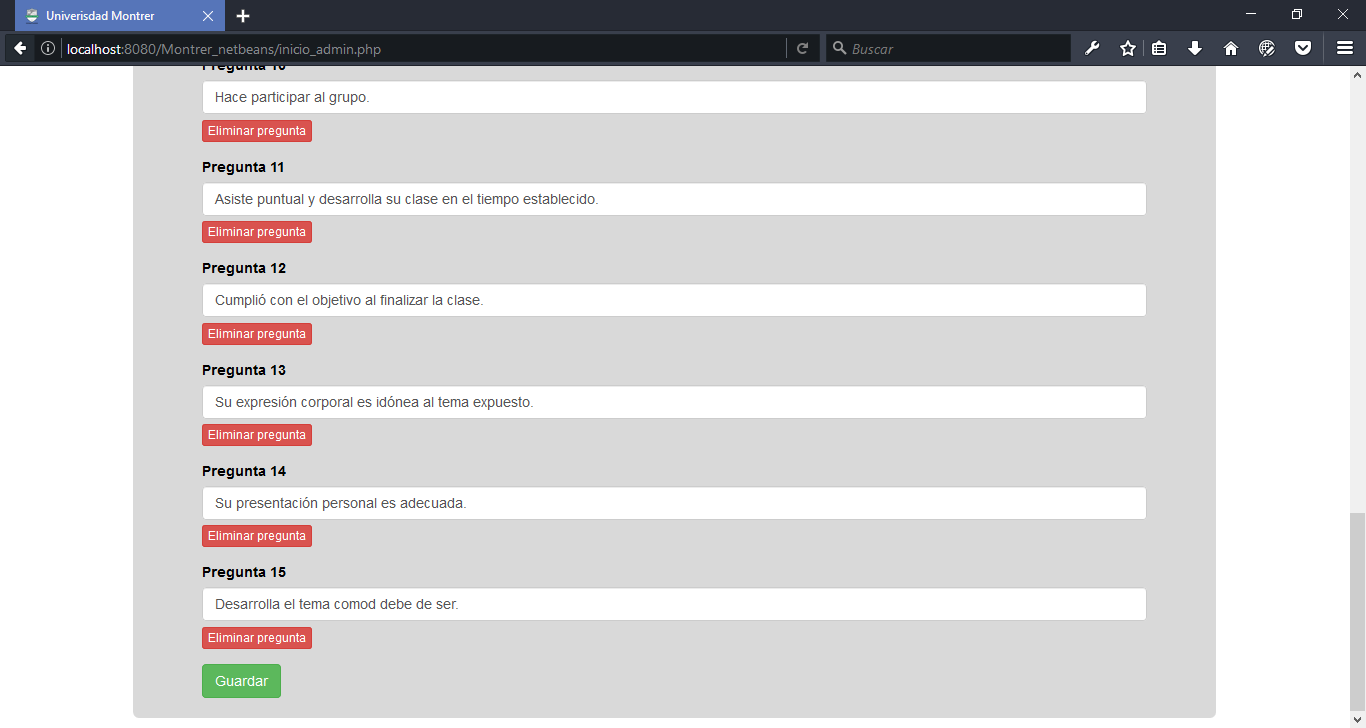 Univerisdad Montrer
localhost:8080/Montrer_netbeans/inicio_admin.php
Buscar
Pregunta 10
Hace participar al grupo.
Eliminar pregunta
Pregunta 11
Asiste puntual y desarrolla su clase en el tiempo establecido.
Eliminar pregunta
Pregunta 12
Cumplió con el objetivo al finalizar la clase.
Eliminar pregunta
Pregunta 13
Su expresión corporal es idónea al tema expuesto.
Eliminar pregunta
Pregunta 14
Su presentación personal es adecuada.
Eliminar pregunta
Pregunta 15
Desarrolla el tema comod debe de ser.
Eliminar pregunta
Guardar